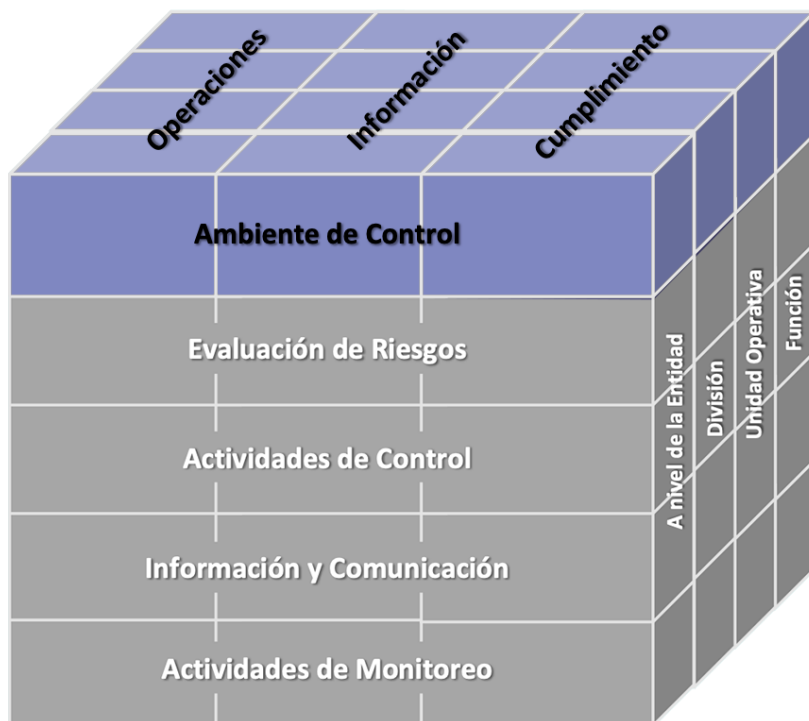 Operaciones
Información
Cumplimiento
Ambiente de Control
Evaluación de Riesgos
Actividades de Control
Información y Comunicación
Actividades de Monitoreo
A nivel de la Entidad
División
Unidad Operativa
Función